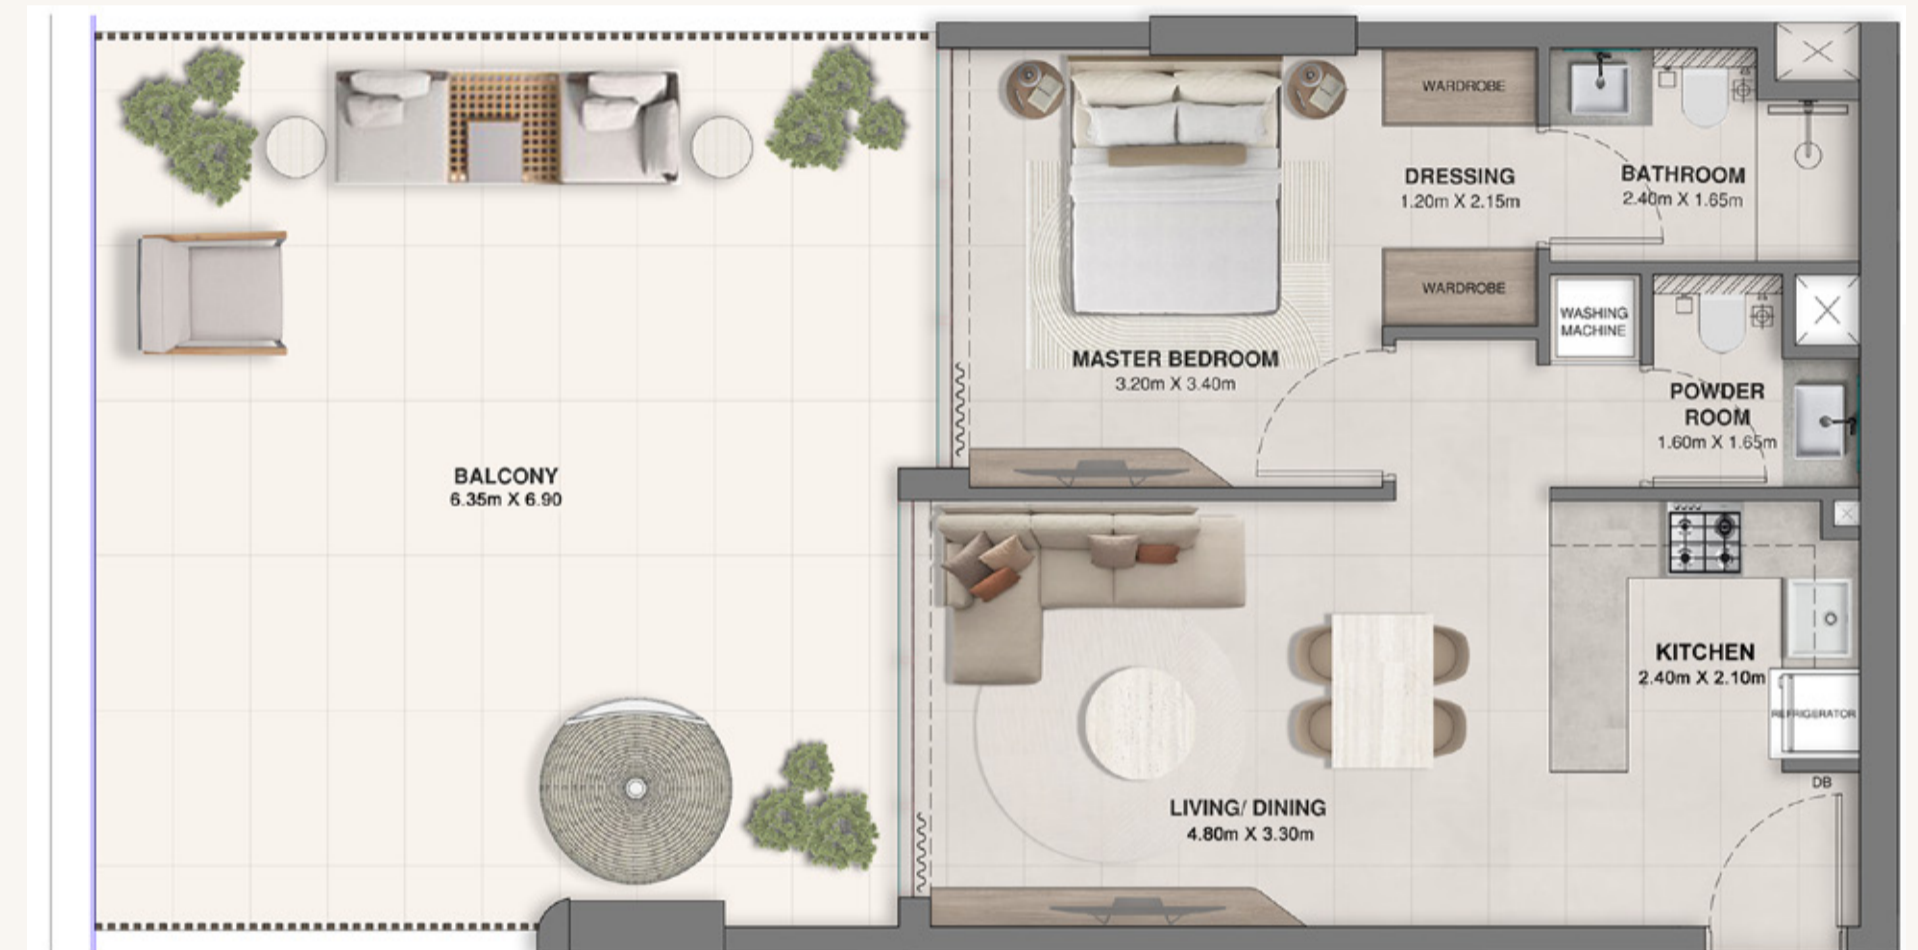 WARDROBE
DRESSING
1.20m X 2.15m
BATHROOM
2.40m X 1.65m
WARDROBE
WASHING
MACHINE
MASTER BEDROOM
3.20m X 3.40m
POWDER
ROOM
1.60m X 1.65m
BALCONY
6.35m X 6.90
KITCHEN
2.40m X 2.10m
REFRIGERATOR
DB
LIVING/ DINING
4.80m X 3.30m